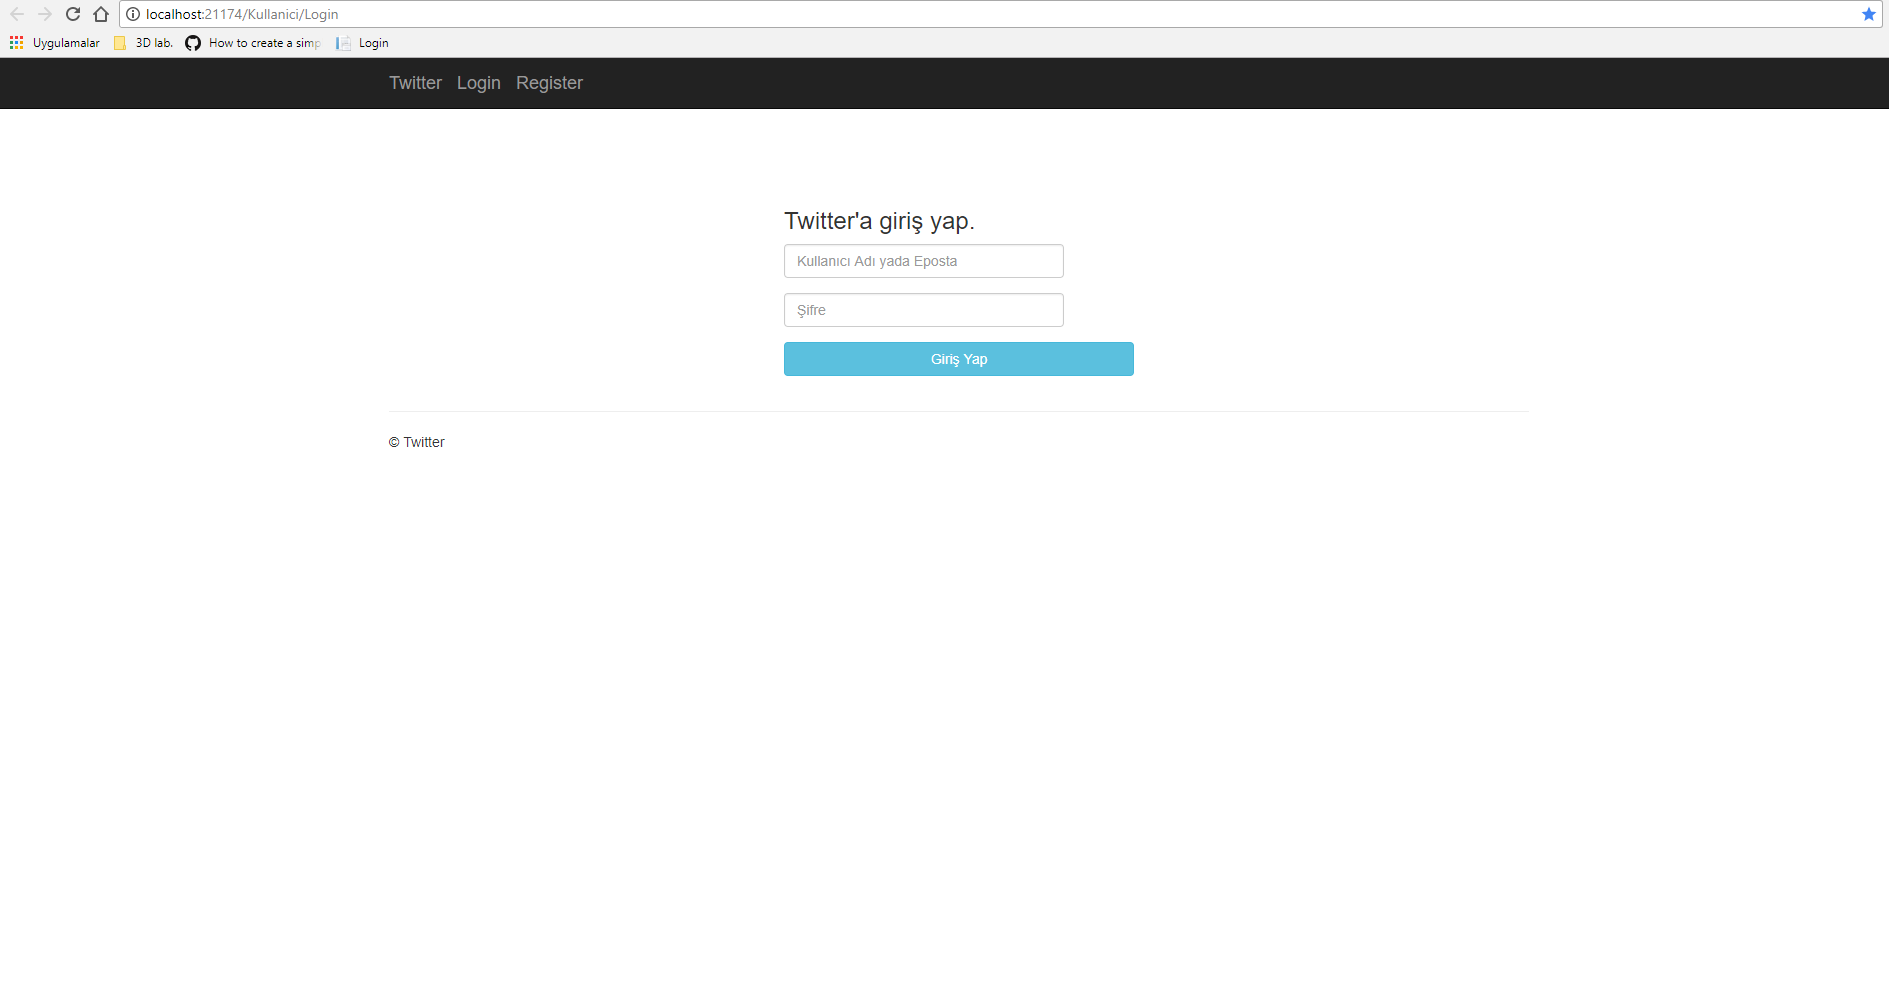 localhost:21174/Kullanici/Login
Uygulamalar 3D lab. How to create a simp Login
Twitter Login Register
Twitter'a giriş yap.
Kullanıcı Adı yada Eposta
Şifre
Giriş Yap
© Twitter